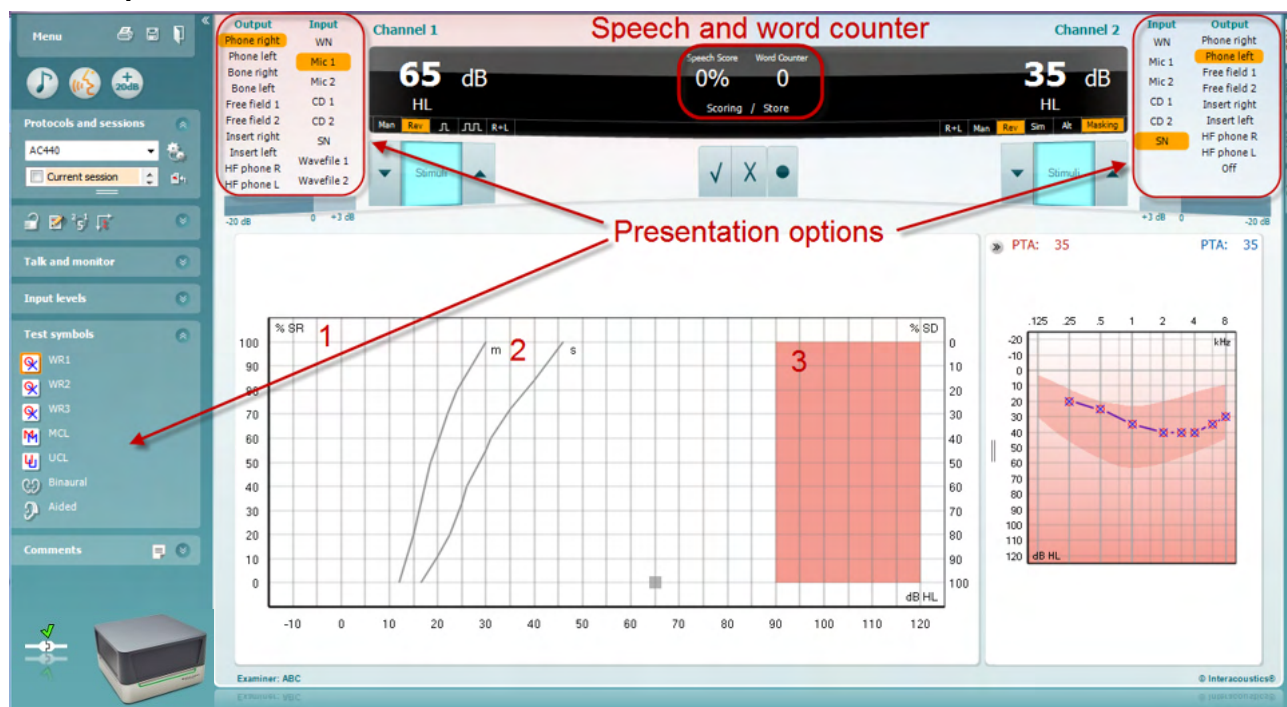 Menu
20dB
Protocols and sessions
AC440
Current session
Talk and monitor
Input levels
Test symbols
WR1
WR2
WR3
MCL
UCL
Binaural
Aided
Comments
Output Input
Phone right WN
Phone left Mic 1
Bone right Mic 2
Bone left
Free field 1 CD 1
Free field 2 CD 2
Insert right SN
Insert left Wavefile 1
HF phone R Wavefile 2
HF phone L
Channel 1
Speech and word counter
Channel 2
65 dB
HL
Man Rev R+L
Speech Score Word Counter
0% 0
Scoring / Store
35 dB
HL
R+L Man Rev Sim Alt Masking
Input Output
WN Phone right
Mic 1 Phone left
Mic 2 Free field 1
Free field 2
CD 1 Insert right
CD 2 Insert left
SN HF phone R
HF phone L
Off
Stimuli
√ X ●
Stimuli
-20 dB 0 +3 dB
+3 dB 0 -20 dB
Presentation options
% SR 1
m 2 s
3
% SD
100 90 80 70 60 50 40 30 20 10 0
0 10 20 30 40 50 60 70 80 90 100
dB HL
-10 0 10 20 30 40 50 60 70 80 90 100 110 120
PTA: 35 PTA: 35
.125 .25 .5 1 2 4 8
kHz
-20
-10
0
10
20
30
40
50
60
70
80
90
100
110
120 dB HL
Examiner: ABC
© Interacoustics®